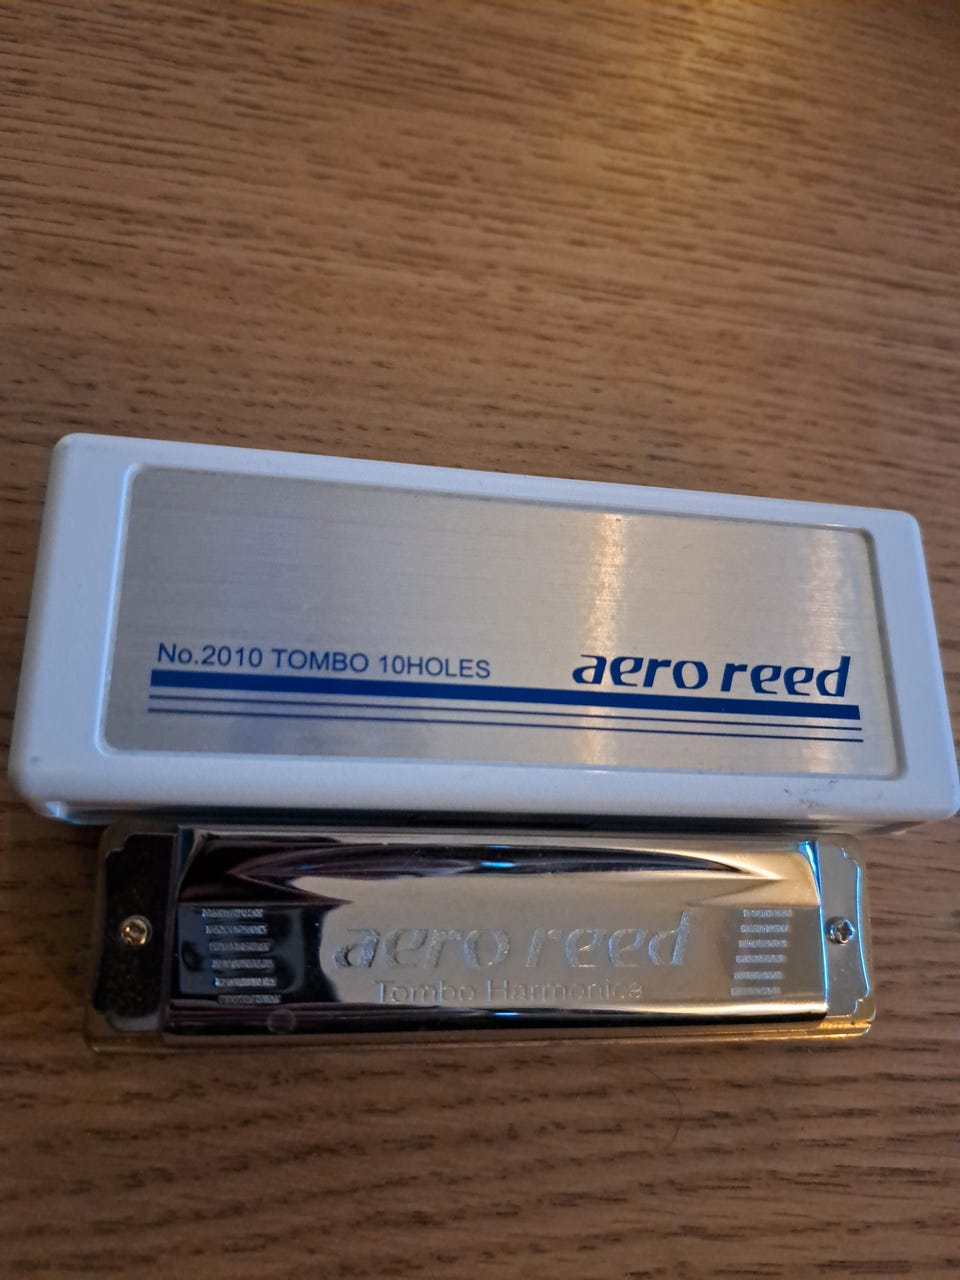 No.2010 TOMBO 10HOLES aero reed
aero reed
Tombo Harmonica